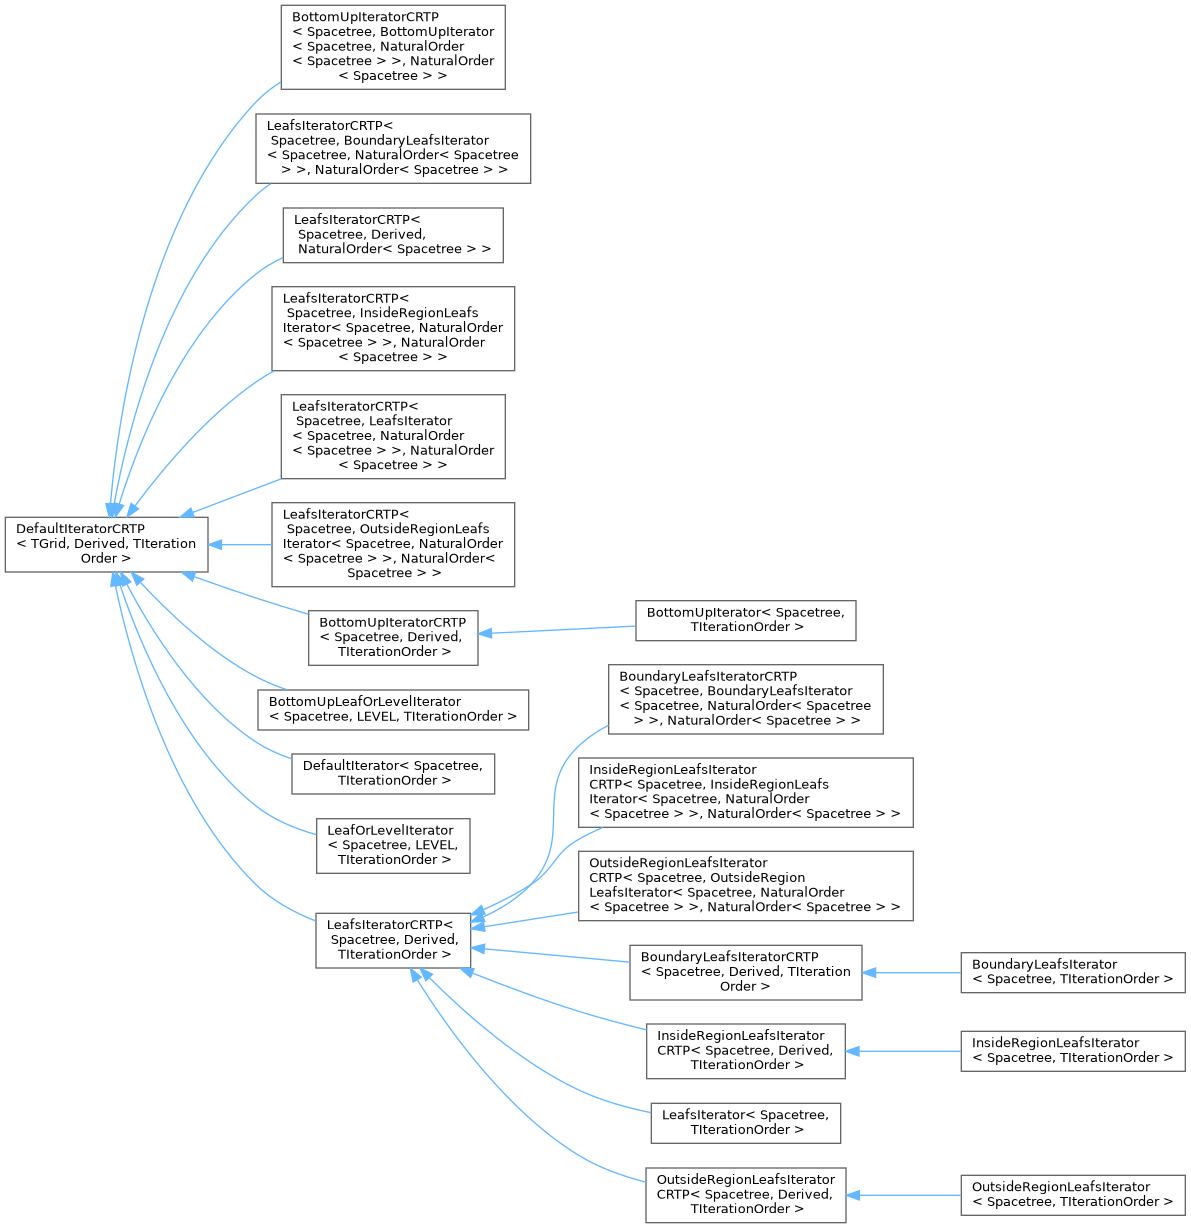 BottomUpIteratorCRTP
< Spacetree, BottomUpIterator
< Spacetree, NaturalOrder
< Spacetree > >, NaturalOrder
< Spacetree > >
LeafsIteratorCRTP<
Spacetree, BoundaryLeafsIterator
< Spacetree, NaturalOrder< Spacetree
> >, NaturalOrder< Spacetree > >
LeafsIteratorCRTP<
Spacetree, Derived,
NaturalOrder< Spacetree > >
LeafsIteratorCRTP<
Spacetree, InsideRegionLeafs
Iterator< Spacetree, NaturalOrder
< Spacetree > >, NaturalOrder
< Spacetree > >
LeafsIteratorCRTP<
Spacetree, LeafsIterator
< Spacetree, NaturalOrder
< Spacetree > >, NaturalOrder
< Spacetree > >
DefaultIteratorCRTP
< TGrid, Derived, TIteration
Order >
LeafsIteratorCRTP<
Spacetree, OutsideRegionLeafs
Iterator< Spacetree, NaturalOrder
< Spacetree > >, NaturalOrder<
Spacetree > >
BottomUpIteratorCRTP
< Spacetree, Derived,
TIterationOrder >
BottomUpIterator< Spacetree,
TIterationOrder >
BottomUpLeafOrLevelIterator
< Spacetree, LEVEL, TIterationOrder >
DefaultIterator< Spacetree,
TIterationOrder >
LeafOrLevelIterator
< Spacetree, LEVEL,
TIterationOrder >
LeafsIteratorCRTP<
Spacetree, Derived,
TIterationOrder >
BoundaryLeafsIteratorCRTP
< Spacetree, BoundaryLeafsIterator
< Spacetree, NaturalOrder< Spacetree
> >, NaturalOrder< Spacetree > >
InsideRegionLeafsIterator
CRTP< Spacetree, InsideRegionLeafs
Iterator< Spacetree, NaturalOrder
< Spacetree > >, NaturalOrder< Spacetree > >
OutsideRegionLeafsIterator
CRTP< Spacetree, OutsideRegion
LeafsIterator< Spacetree, NaturalOrder
< Spacetree > >, NaturalOrder< Spacetree > >
BoundaryLeafsIteratorCRTP
< Spacetree, Derived, TIteration
Order >
BoundaryLeafsIterator
< Spacetree, TIterationOrder >
InsideRegionLeafsIterator
CRTP< Spacetree, Derived,
TIterationOrder >
InsideRegionLeafsIterator
< Spacetree, TIterationOrder >
LeafsIterator< Spacetree,
TIterationOrder >
OutsideRegionLeafsIterator
CRTP< Spacetree, Derived,
TIterationOrder >
OutsideRegionLeafsIterator
< Spacetree, TIterationOrder >